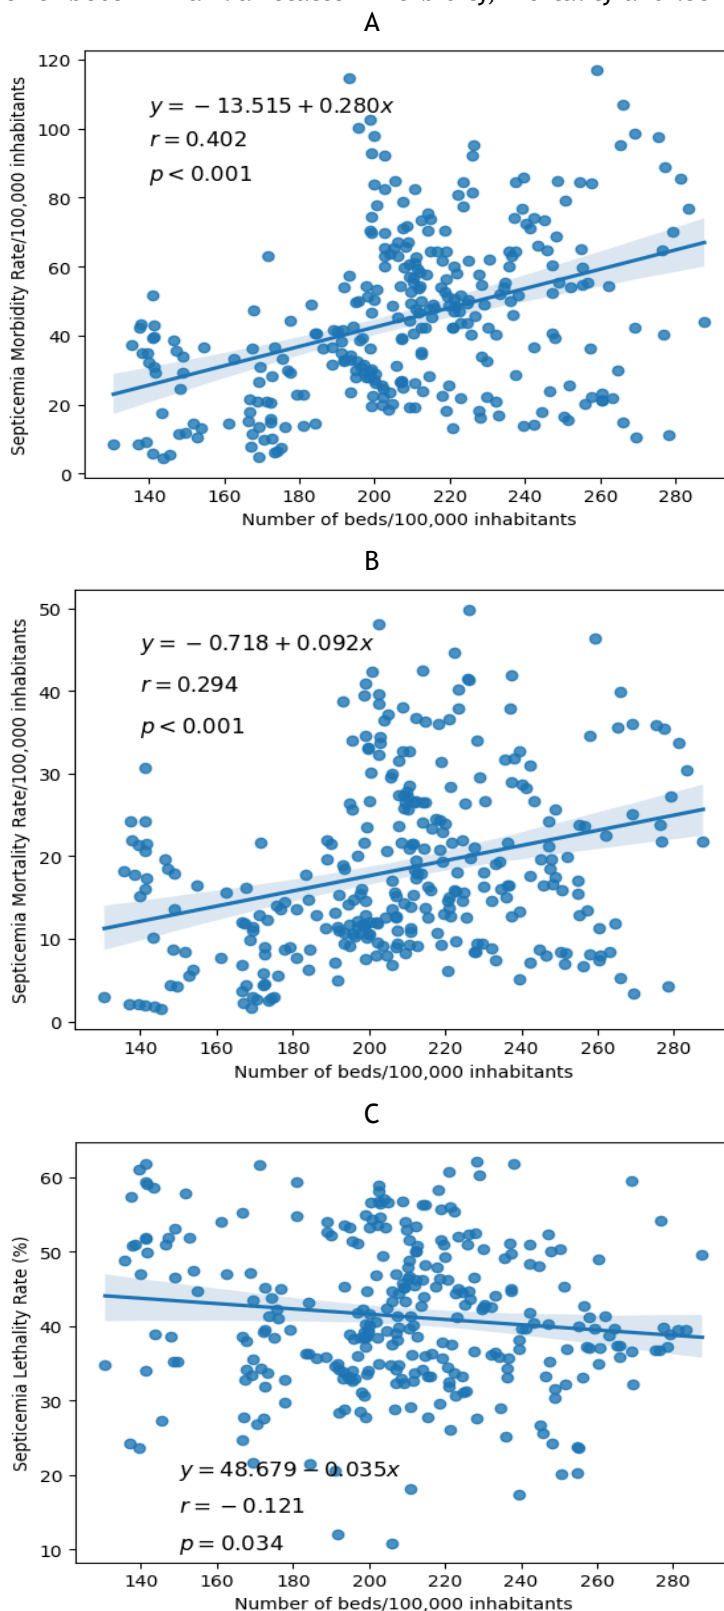 A
Septicemia Morbidity Rate/100,000 inhabitants
120
100
80
60
40
20
0
y = − 13.515 + 0.280x
r = 0.402
p < 0.001
140 160 180 200 220 240 260 280
Number of beds/100,000 inhabitants
B
Septicemia Mortality Rate/100,000 inhabitants
50
40
30
20
10
0
y = − 0.718 + 0.092x
r = 0.294
p < 0.001
140 160 180 200 220 240 260 280
Number of beds/100,000 inhabitants
C
Septicemia Lethality Rate (%)
60
50
40
30
20
10
y = 48.679 − 0.035x
r = − 0.121
p = 0.034
140 160 180 200 220 240 260 280
Number of beds/100,000 inhabitants